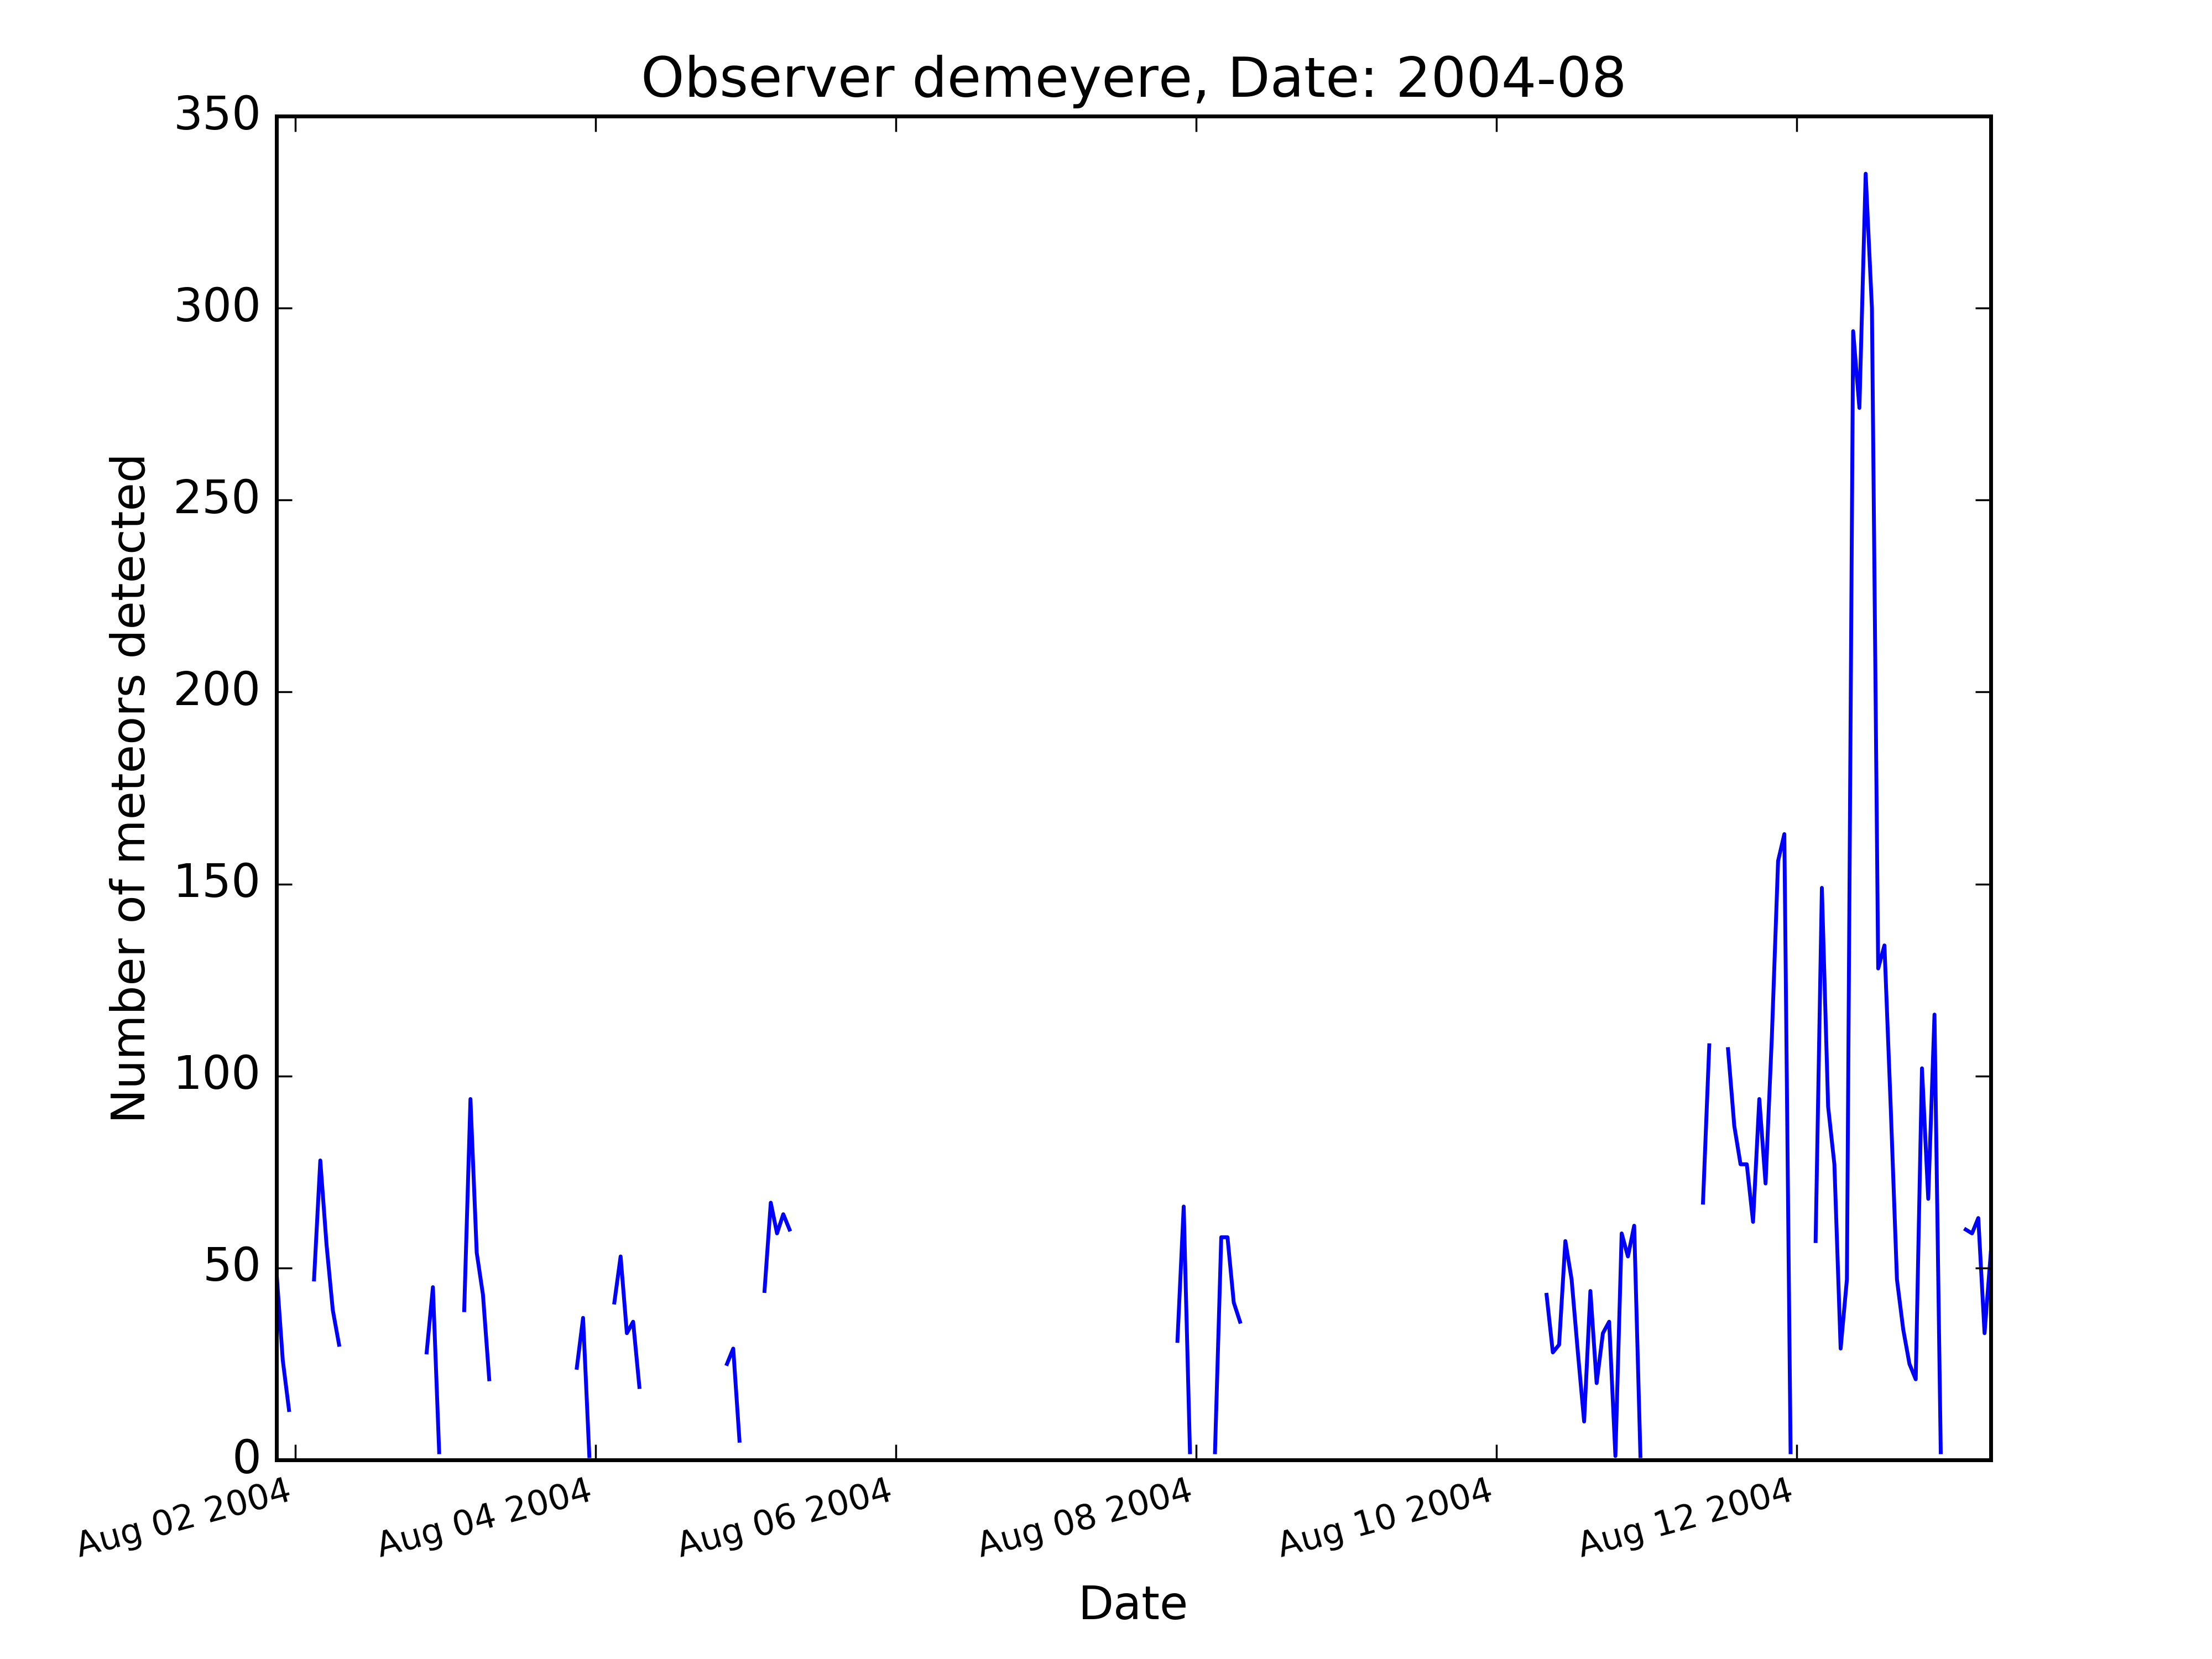 Observer demeyere, Date: 2004-08
350
300
250
200
150
100
50
0
Number of meteors detected
Aug 02 2004
Aug 04 2004
Aug 06 2004
Aug 08 2004
Aug 10 2004
Aug 12 2004
Date